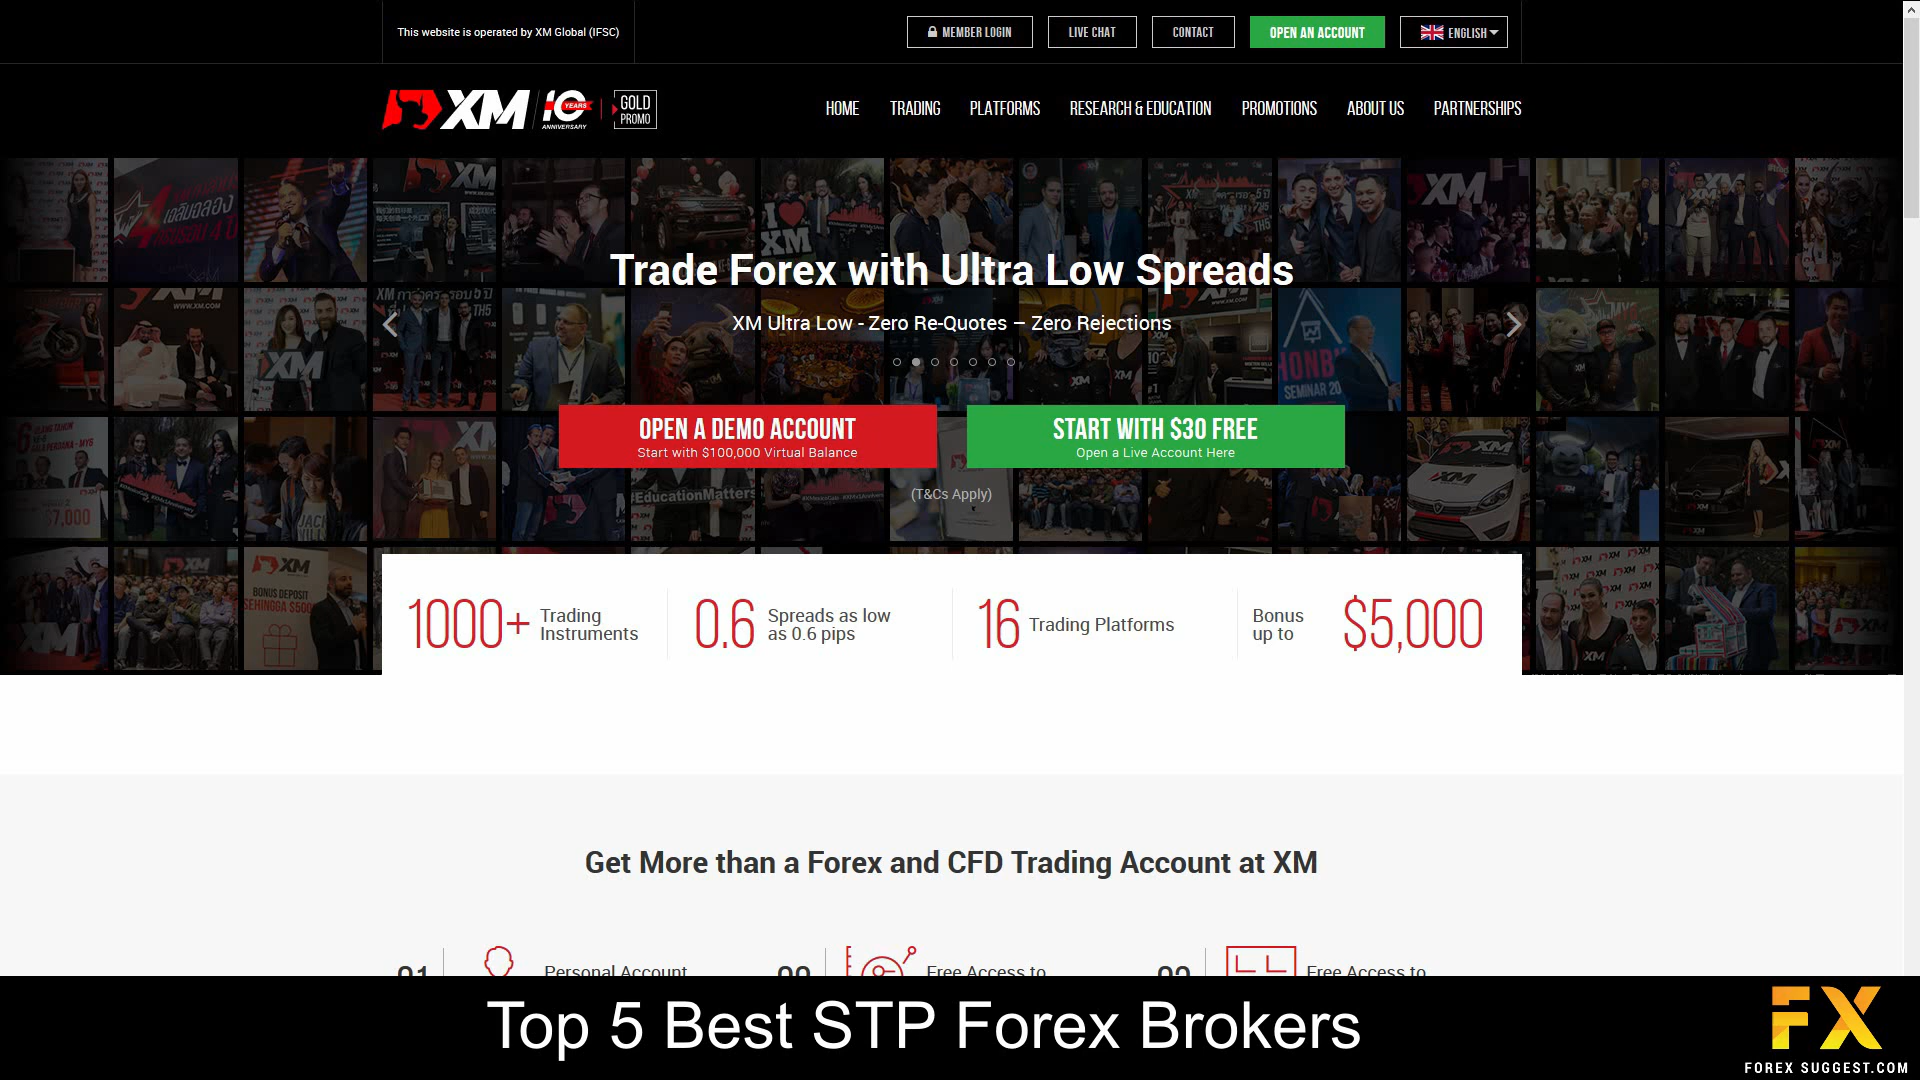 This website is operated by XM Global (IFSC)
MEMBER LOGIN
LIVE CHAT
CONTACT
OPEN AN ACCOUNT
ENGLISH
XM
10
YEARS
ANNIVERSARY
GOLD
PROMO
HOME
TRADING
PLATFORMS
RESEARCH & EDUCATION
PROMOTIONS
ABOUT US
PARTNERSHIPS
Trade Forex with Ultra Low Spreads
XM Ultra Low - Zero Re-Quotes – Zero Rejections
OPEN A DEMO ACCOUNT
Start with $100,000 Virtual Balance
START WITH $30 FREE
Open a Live Account Here
(T&Cs Apply)
#EducationMatters
1000+ Trading
Instruments
0.6 Spreads as low
as 0.6 pips
16 Trading Platforms
Bonus
up to $5,000
Get More than a Forex and CFD Trading Account at XM
01
Personal Account
Free Access to
Free Access to
Top 5 Best STP Forex Brokers
FX
FOREX SUGGEST.COM